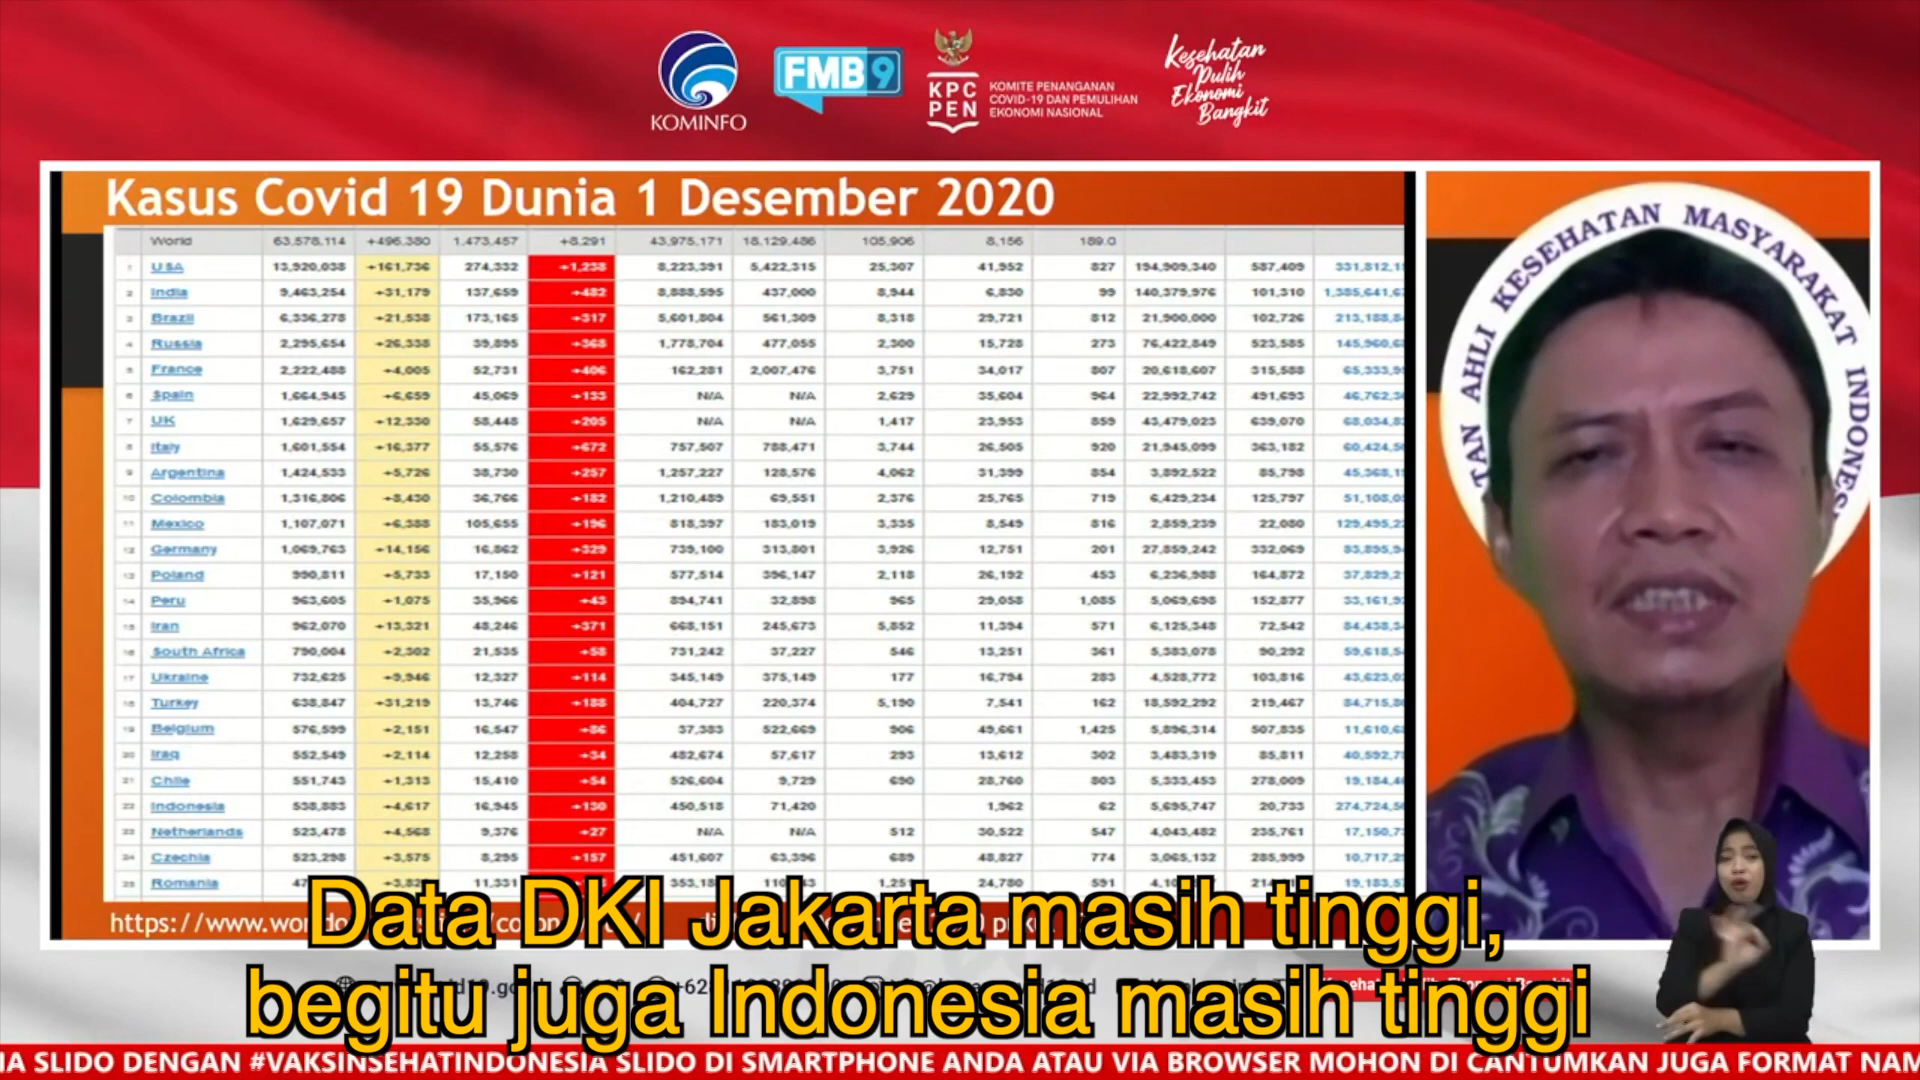 KOMINFO
FMB 9
KPC
PEN
KOMITE PENANGANAN
COVID-19 DAN PEMULIHAN
EKONOMI NASIONAL
Kesehatan
Pulih
Ekonomi
Bangkit
Kasus Covid 19 Dunia 1 Desember 2020
World 63,578,114 +496,380 1,473,457 +8,291 43,975,171 18,129,486 105,906 8,156 189.0
1 USA 13,920,038 +161,736 274,332 +1,238 8,223,391 5,422,315 25,307 41,952 827 194,909,340 587,409
2 India 9,463,254 +31,179 137,659 +482 8,888,595 437,000 8,944 6,830 99 140,379,976 101,310
3 Brazil 6,336,278 +21,538 173,165 +317 5,601,804 561,309 8,318 29,721 812 21,900,000 102,726
4 Russia 2,295,654 +26,338 39,895 +368 1,778,704 477,055 2,300 15,728 273 76,422,849 523,585
5 France 2,222,488 +4,005 52,731 +406 162,281 2,007,476 3,751 34,017 807 20,618,607 315,588
6 Spain 1,664,945 +6,659 45,069 +133 N/A N/A 2,629 35,604 964 22,992,742 491,693
7 UK 1,629,657 +12,330 58,448 +205 N/A N/A 1,417 23,953 859 43,479,023 639,070
8 Italy 1,601,554 +16,377 55,576 +672 757,507 788,471 3,744 26,505 920 21,945,099 363,182
9 Argentina 1,424,533 +5,726 38,730 +257 1,257,227 128,576 4,062 31,399 854 3,892,522 85,798
10 Colombia 1,316,806 +8,430 36,766 +182 1,210,489 69,551 2,376 25,765 719 6,429,234 125,797
11 Mexico 1,107,071 +6,388 105,655 +196 818,397 183,019 3,335 8,549 816 2,859,239 22,080
12 Germany 1,069,763 +14,156 16,862 +329 739,100 313,801 3,926 12,751 201 27,859,242 332,069
13 Poland 990,811 +5,733 17,150 +121 577,514 396,147 2,118 26,192 453 6,236,988 164,872
14 Peru 963,605 +1,075 35,966 +43 894,741 32,898 965 29,058 1,085 5,069,698 152,877
15 Iran 962,070 +13,321 48,246 +371 668,151 245,673 5,852 11,394 571 6,125,348 72,542
16 South Africa 790,004 +2,302 21,535 +58 731,242 37,227 546 13,251 361 5,383,078 90,292
17 Ukraine 732,625 +9,946 12,327 +114 345,149 375,149 177 16,794 283 4,528,772 103,816
18 Turkey 638,847 +31,219 13,746 +188 404,727 220,374 5,190 7,541 162 18,592,292 219,467
19 Belgium 576,599 +2,151 16,547 +86 37,383 522,669 906 49,661 1,425 5,896,314 507,835
20 Iraq 552,549 +2,114 12,258 +34 482,674 57,617 293 13,612 302 3,483,319 85,811
21 Chile 551,743 +1,313 15,410 +54 526,604 9,729 690 28,760 803 5,333,453 278,009
22 Indonesia 538,883 +4,617 16,945 +130 450,518 71,420 1,962 62 5,695,747 20,733
23 Netherlands 523,478 +4,568 9,376 +27 N/A N/A 512 30,522 547 4,043,482 235,761
24 Czechia 523,298 +3,575 8,295 +157 451,607 63,396 689 48,827 774 3,065,132 285,999
25 Romania 11,331 24,780 591
AHLI KESEHATAN MASYARAKAT INDONES
https://www.
Data DKI Jakarta masih tinggi,
begitu juga Indonesia masih tinggi
IA SLIDO DENGAN #VAKSINSEHATINDONESIA SLIDO DI SMARTPHONE ANDA ATAU VIA BROWSER MOHON DI CANTUMKAN JUGA FORMAT NAM